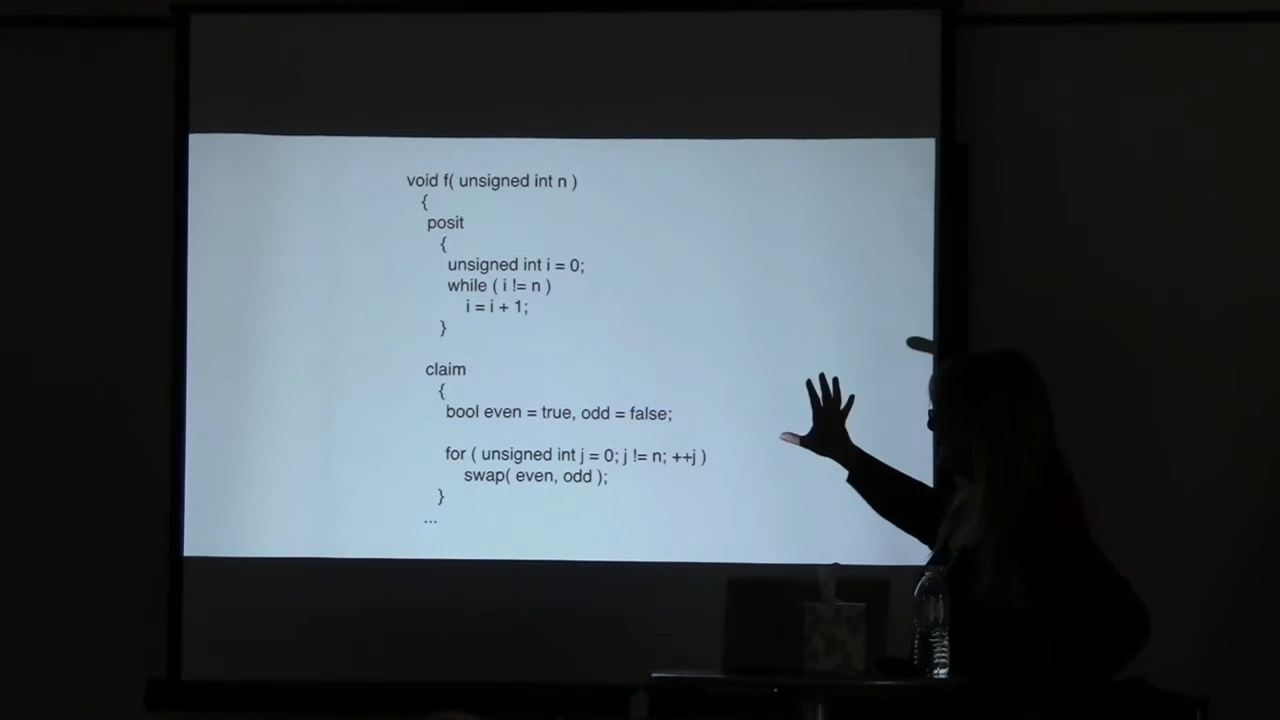 void f( unsigned int n )
{
posit
{
unsigned int i = 0;
while ( i != n )
i = i + 1;
}
claim
{
bool even = true, odd = false;
for ( unsigned int j = 0; j != n; ++j )
swap( even, odd );
}
...